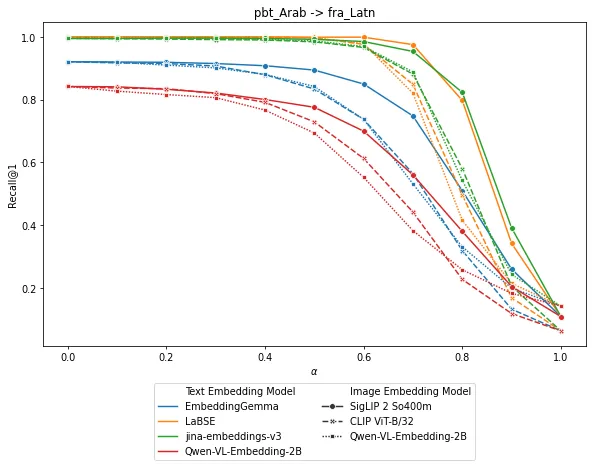 pbt_Arab -> fra_Latn
Recall@1
1.0
0.8
0.6
0.4
0.2
0.0 0.2 0.4 0.6 0.8 1.0
α
Text Embedding Model
EmbeddingGemma
LaBSE
jina-embeddings-v3
Qwen-VL-Embedding-2B
Image Embedding Model
SigLIP 2 So400m
CLIP ViT-B/32
Qwen-VL-Embedding-2B